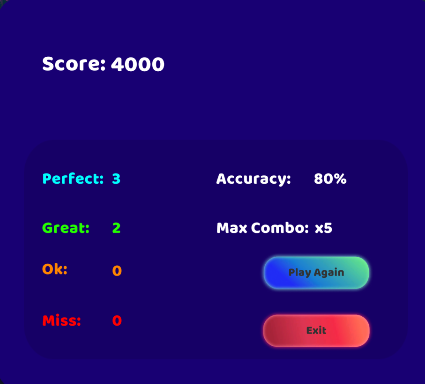 Score: 4000
Perfect: 3 Accuracy: 80%
Great: 2 Max Combo: x5
Ok: 0 Play Again
Miss: 0 Exit